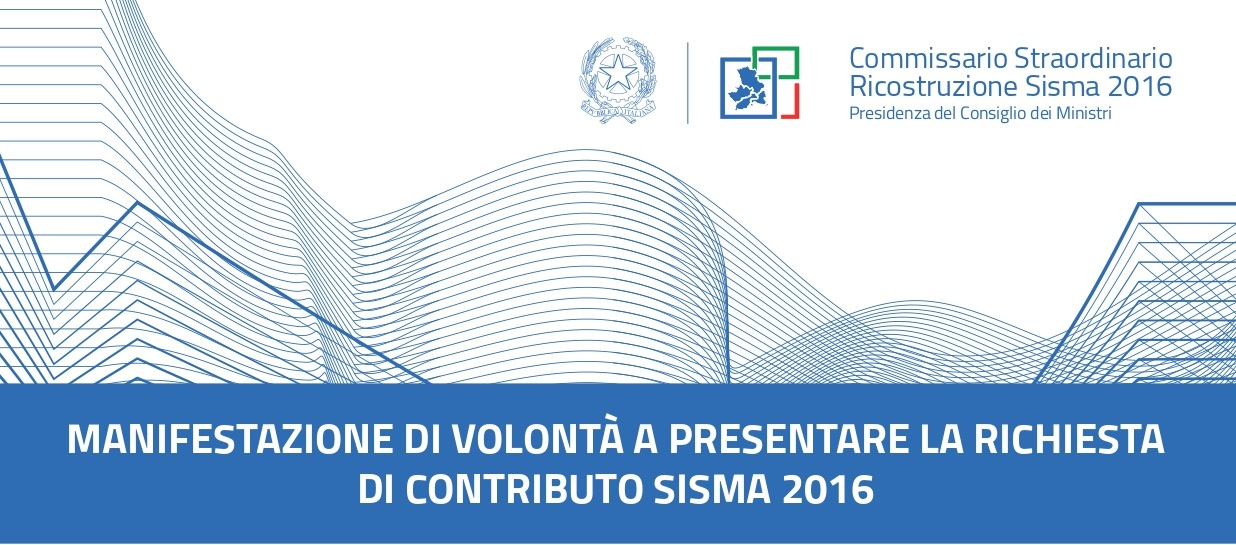 Commissario Straordinario
Ricostruzione Sisma 2016
Presidenza del Consiglio dei Ministri
MANIFESTAZIONE DI VOLONTÀ A PRESENTARE LA RICHIESTA
DI CONTRIBUTO SISMA 2016